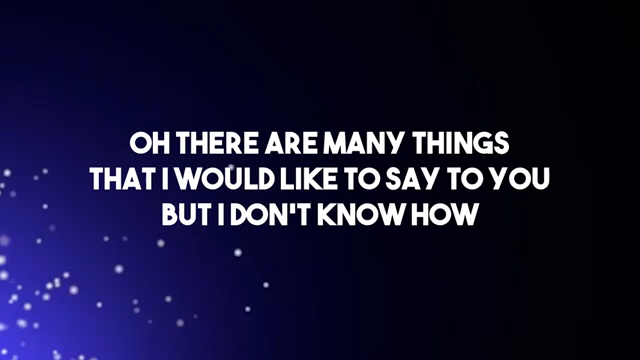 OH THERE ARE MANY THINGS
THAT I WOULD LIKE TO SAY TO YOU
BUT I DON'T KNOW HOW